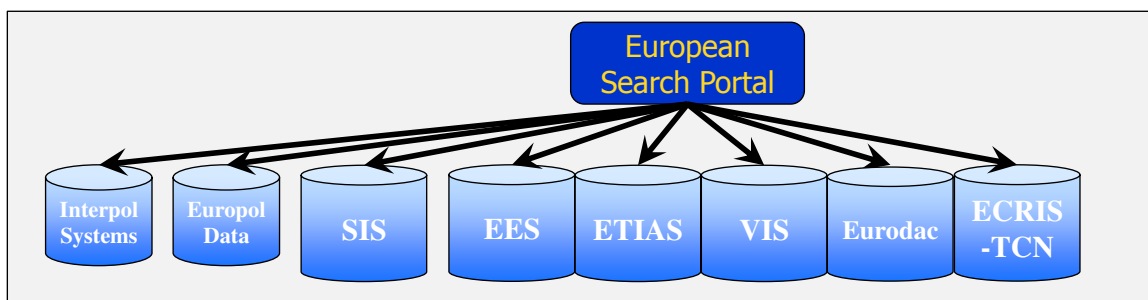 European
Search Portal
Interpol
Systems
Europol
Data
SIS
EES
ETIAS
VIS
Eurodac
ECRIS
-TCN